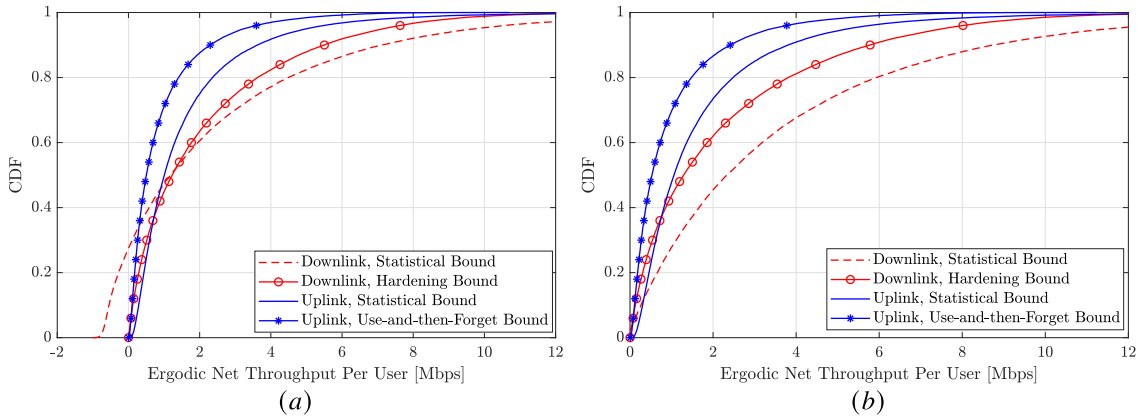 1
0.8
0.6
0.4
0.2
0
CDF
-2 0 2 4 6 8 10 12
Ergodic Net Throughput Per User [Mbps]
Downlink, Statistical Bound
Downlink, Hardening Bound
Uplink, Statistical Bound
Uplink, Use-and-then-Forget Bound
(a)
1
0.8
0.6
0.4
0.2
0
CDF
0 2 4 6 8 10 12
Ergodic Net Throughput Per User [Mbps]
Downlink, Statistical Bound
Downlink, Hardening Bound
Uplink, Statistical Bound
Uplink, Use-and-then-Forget Bound
(b)